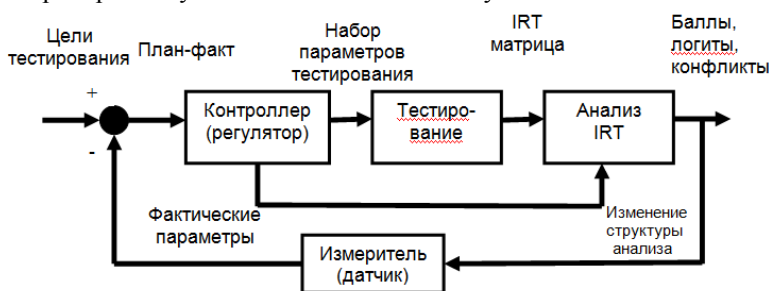 Цели
тестирования
План-факт
Набор
параметров
тестирования
IRT
матрица
Баллы,
логиты,
конфликты
+
-
Контроллер
(регулятор)
Тестиро-
вание
Анализ
IRT
Фактические
параметры
Изменение
структуры
анализа
Измеритель
(датчик)